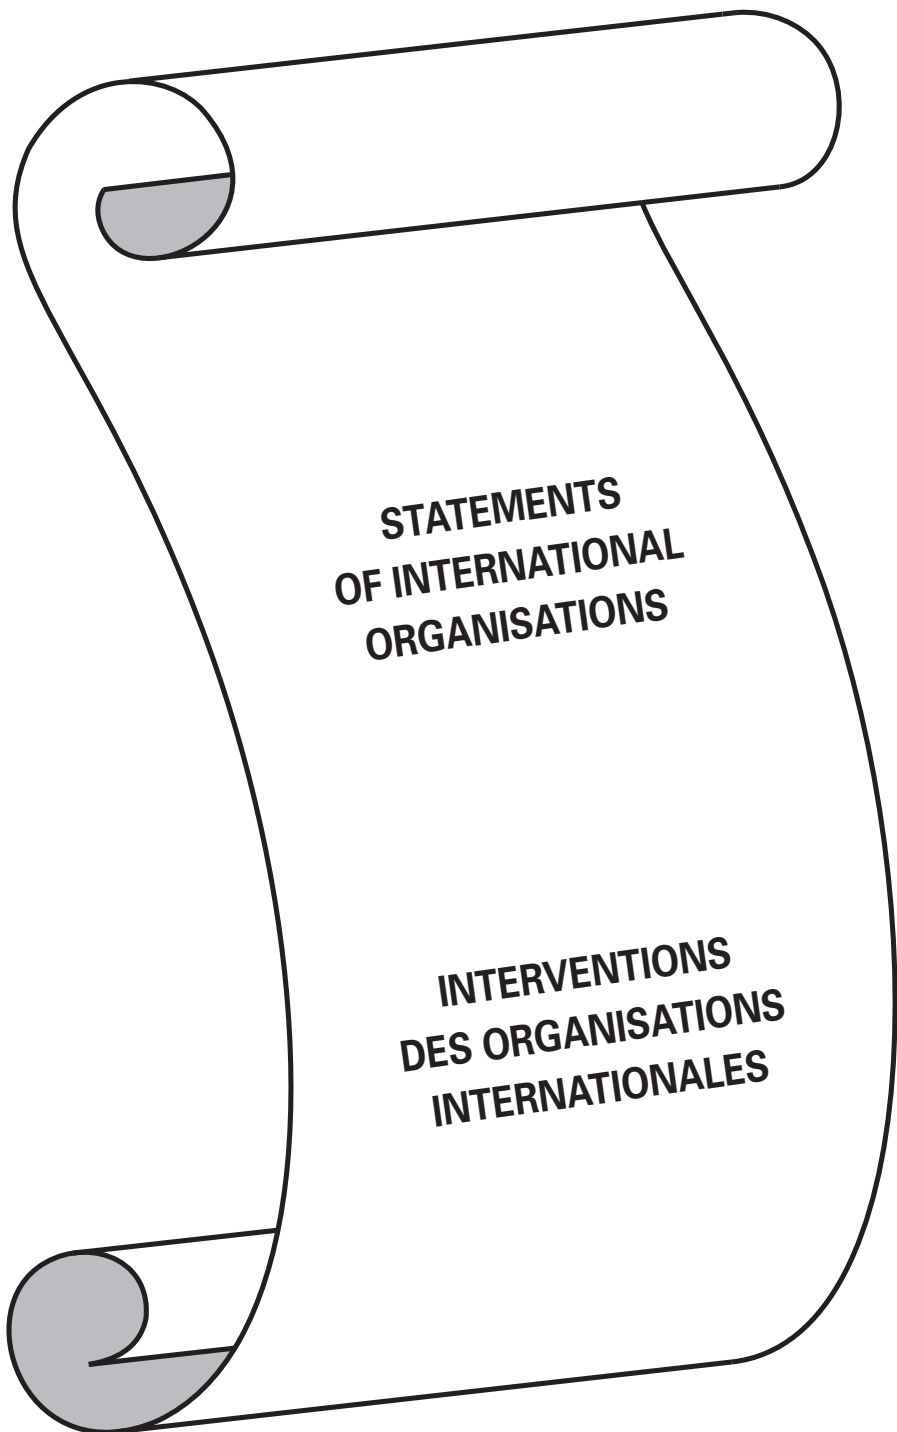 STATEMENTS
OF INTERNATIONAL
ORGANISATIONS
INTERVENTIONS
DES ORGANISATIONS
INTERNATIONALES